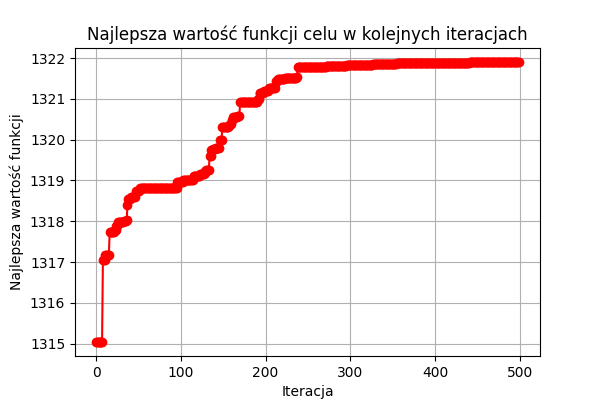 Najlepsza wartość funkcji celu w kolejnych iteracjach
1322
1321
1320
1319
1318
1317
1316
1315
Najlepsza wartość funkcji
0 100 200 300 400 500
Iteracja